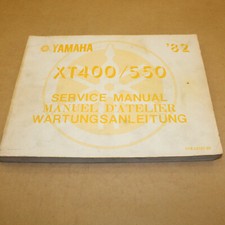 YAMAHA '82
XT400/550
SERVICE MANUAL
MANUEL D'ATELIER
WARTUNGSANLEITUNG